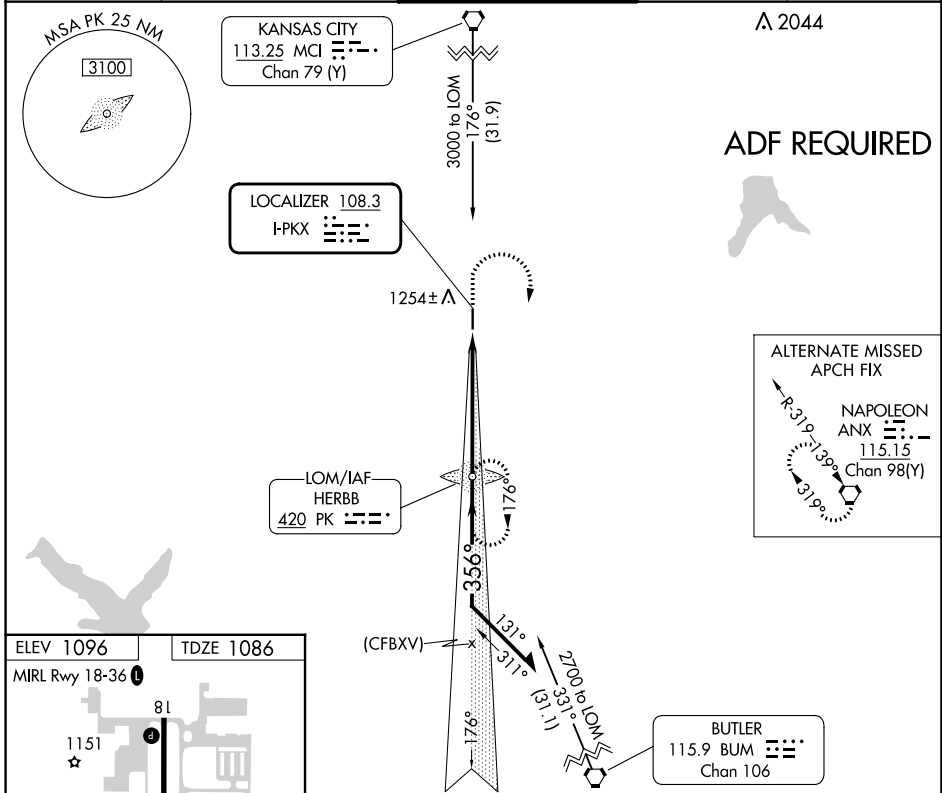 MSA PK 25 NM
3100
KANSAS CITY
113.25 MCI
Chan 79 (Y)
3000 to LOM
176°
(31.9)
2044
ADF REQUIRED
LOCALIZER 108.3
I-PKX
1254±
ALTERNATE MISSED
APCH FIX
R-319
139°
319°
NAPOLEON
ANX
115.15
Chan 98(Y)
LOM/IAF
HERBB
420 PK
176°
356°
(CFBXV)
x
131°
311°
176°
2700 to LOM
331°
(31.1)
BUTLER
115.9 BUM
Chan 106
ELEV 1096
TDZE 1086
MIRL Rwy 18-36 L
18
P
1151